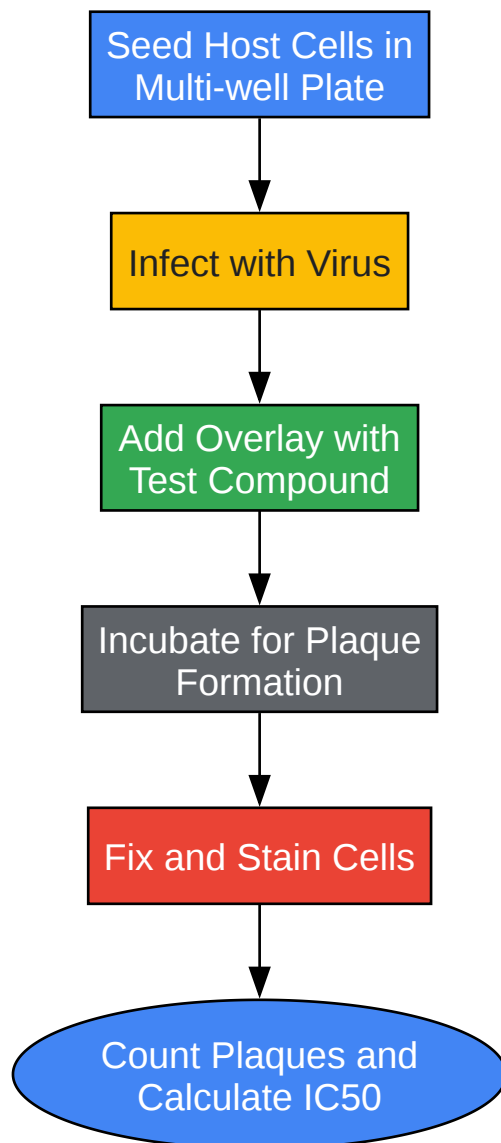 Seed Host Cells in
Multi-well Plate
Infect with Virus
Add Overlay with
Test Compound
Incubate for Plaque
Formation
Fix and Stain Cells
Count Plaques and
Calculate IC50